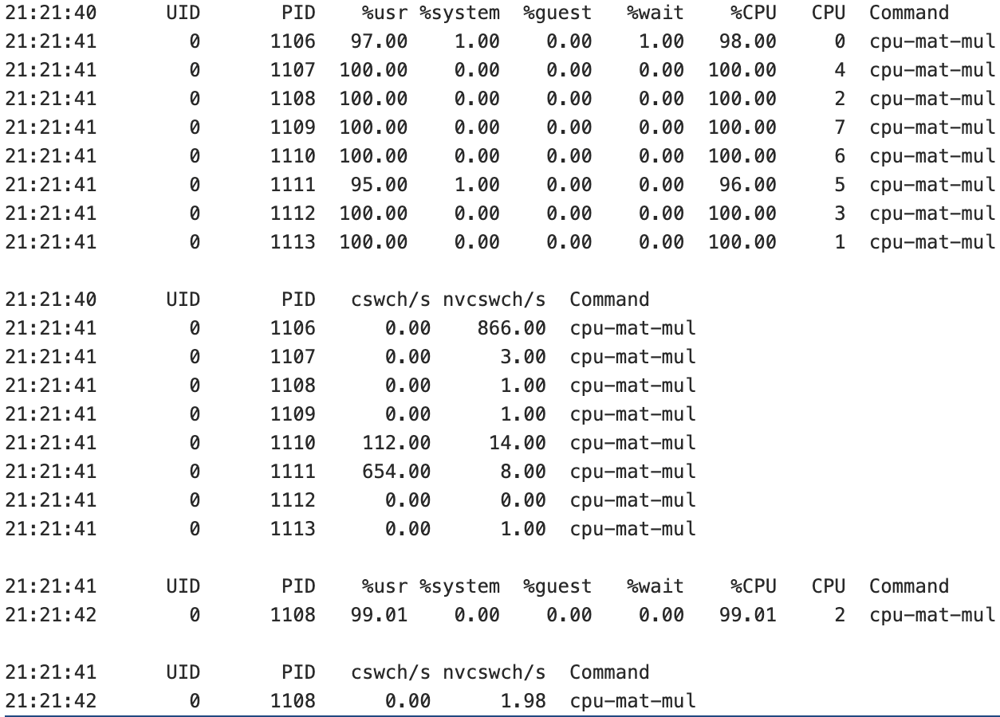 21:21:40      UID       PID    %usr %system  %guest   %wait    %CPU   CPU  Command
21:21:41        0      1106   97.00    1.00    0.00    1.00   98.00     0  cpu-mat-mul
21:21:41        0      1107  100.00    0.00    0.00    0.00  100.00     4  cpu-mat-mul
21:21:41        0      1108  100.00    0.00    0.00    0.00  100.00     2  cpu-mat-mul
21:21:41        0      1109  100.00    0.00    0.00    0.00  100.00     7  cpu-mat-mul
21:21:41        0      1110  100.00    0.00    0.00    0.00  100.00     6  cpu-mat-mul
21:21:41        0      1111   95.00    1.00    0.00    0.00   96.00     5  cpu-mat-mul
21:21:41        0      1112  100.00    0.00    0.00    0.00  100.00     3  cpu-mat-mul
21:21:41        0      1113  100.00    0.00    0.00    0.00  100.00     1  cpu-mat-mul
21:21:40      UID       PID   cswch/s nvcswch/s  Command
21:21:41        0      1106      0.00    866.00  cpu-mat-mul
21:21:41        0      1107      0.00      3.00  cpu-mat-mul
21:21:41        0      1108      0.00      1.00  cpu-mat-mul
21:21:41        0      1109      0.00      1.00  cpu-mat-mul
21:21:41        0      1110    112.00     14.00  cpu-mat-mul
21:21:41        0      1111    654.00      8.00  cpu-mat-mul
21:21:41        0      1112      0.00      0.00  cpu-mat-mul
21:21:41        0      1113      0.00      1.00  cpu-mat-mul
21:21:41      UID       PID    %usr %system  %guest   %wait    %CPU   CPU  Command
21:21:42        0      1108   99.01    0.00    0.00    0.00   99.01     2  cpu-mat-mul
21:21:41      UID       PID   cswch/s nvcswch/s  Command
21:21:42        0      1108      0.00      1.98  cpu-mat-mul